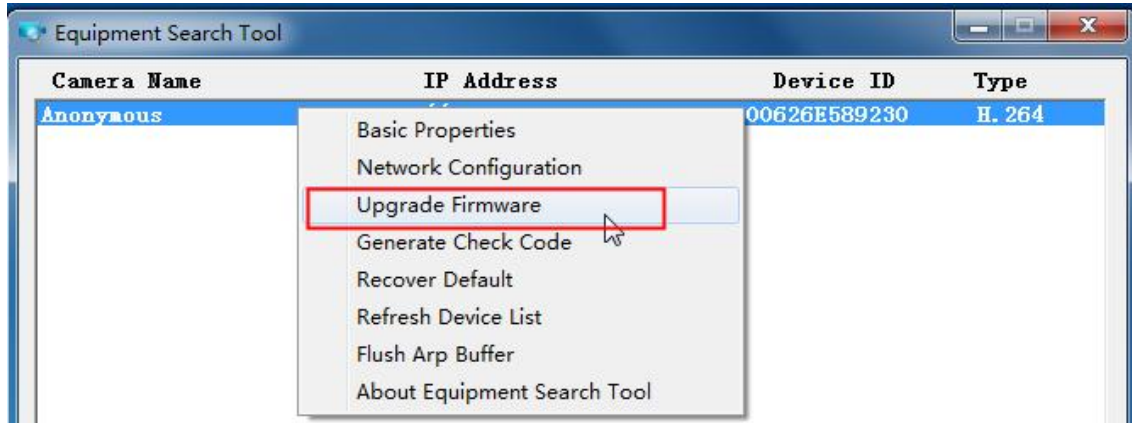 Equipment Search Tool
Camera Name IP Address Device ID Type
Anonymous 00626E589230 H.264
Basic Properties
Network Configuration
Upgrade Firmware
Generate Check Code
Recover Default
Refresh Device List
Flush Arp Buffer
About Equipment Search Tool